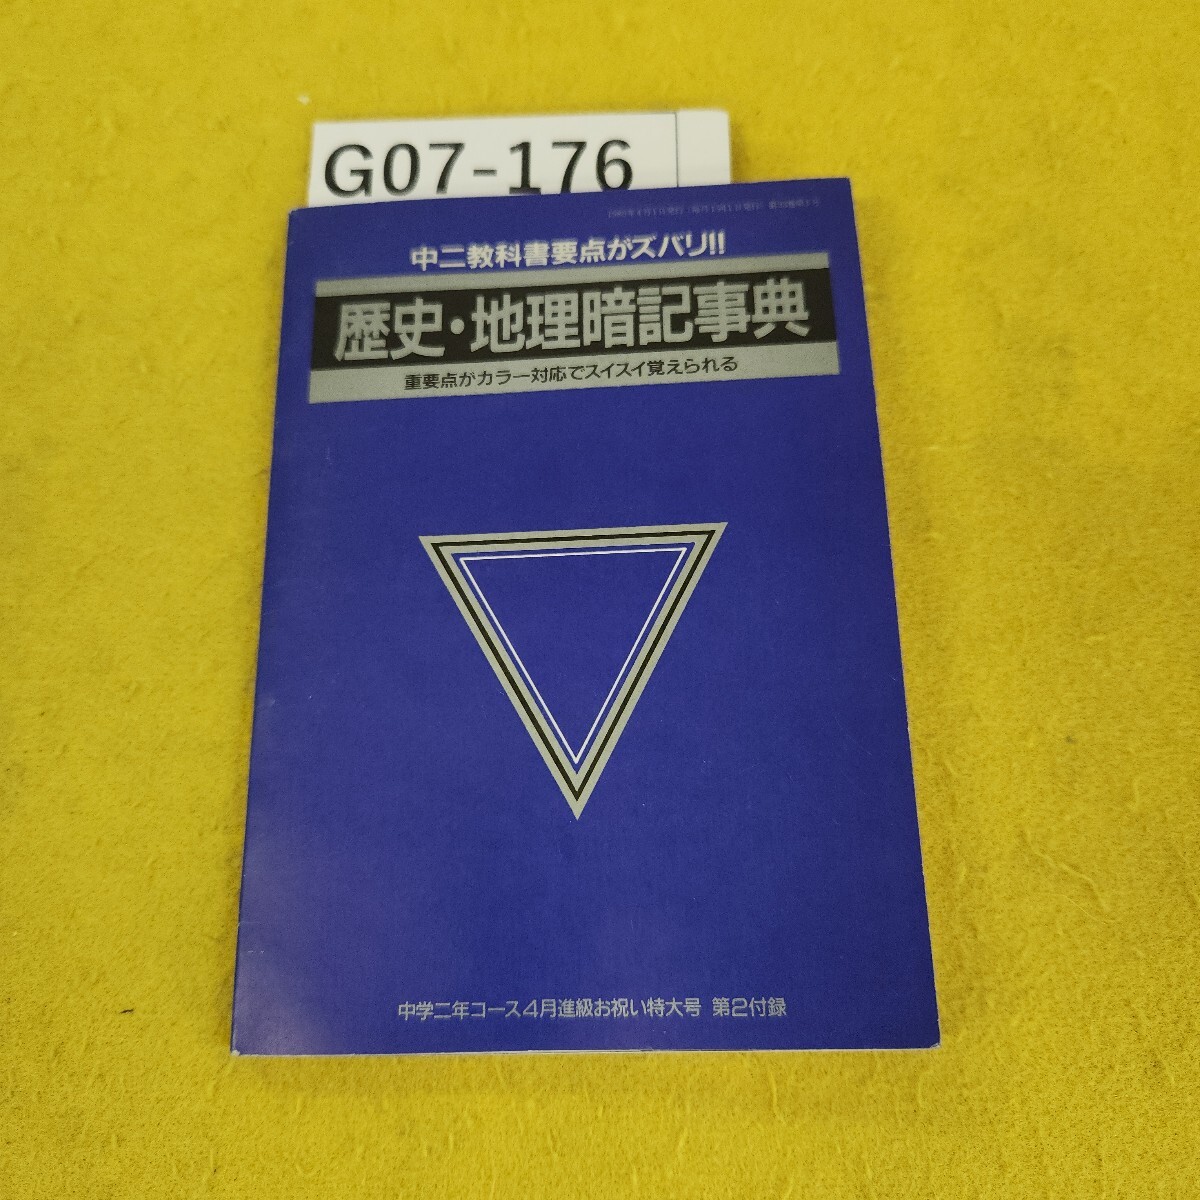 G07-176
中二教科書要点がズバリ!!
歴史・地理暗記事典
重要点がカラー対応でスイスイ覚えられる
中学二年コース4月進級お祝い特大号 第2付録